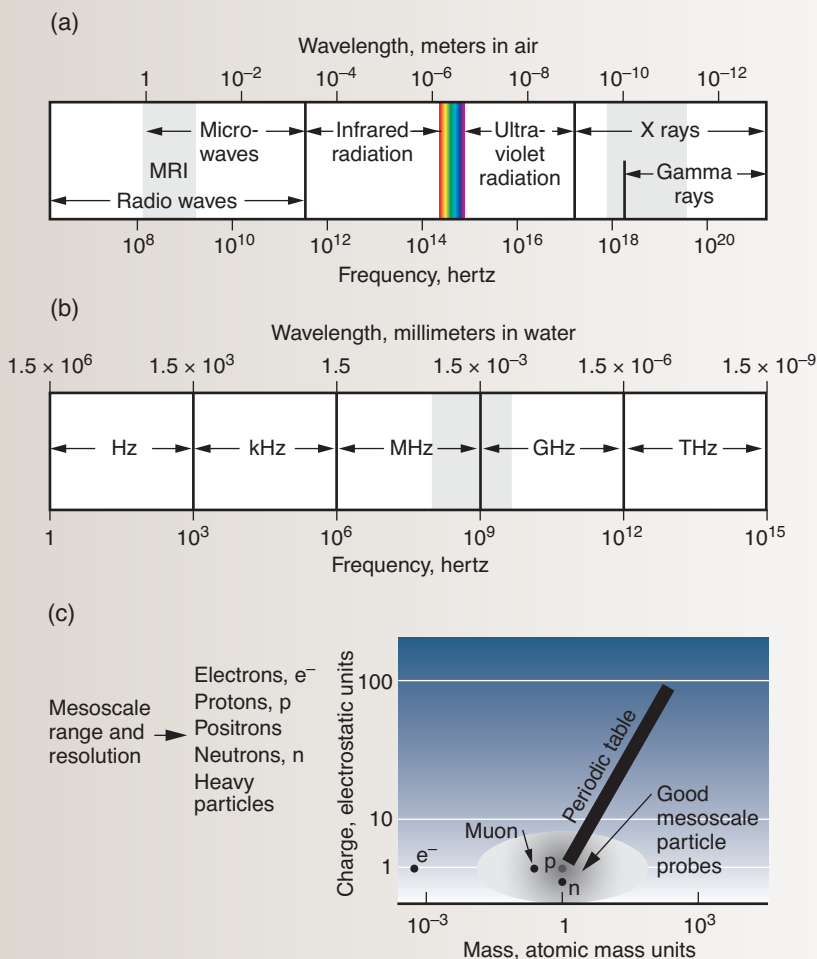 (a)
Wavelength, meters in air
1 10⁻² 10⁻⁴ 10⁻⁶ 10⁻⁸ 10⁻¹⁰ 10⁻¹²
Micro-
waves
Infrared
radiation
Ultra-
violet
radiation
X rays
MRI
Gamma
rays
Radio waves
10⁸ 10¹⁰ 10¹² 10¹⁴ 10¹⁶ 10¹⁸ 10²⁰
Frequency, hertz
(b)
Wavelength, millimeters in water
1.5 × 10⁶ 1.5 × 10³ 1.5 1.5 × 10⁻³ 1.5 × 10⁻⁶ 1.5 × 10⁻⁹
Hz kHz MHz GHz THz
1 10³ 10⁶ 10⁹ 10¹² 10¹⁵
Frequency, hertz
(c)
Mesoscale
range and
resolution
Electrons, e⁻
Protons, p
Positrons
Neutrons, n
Heavy
particles
Charge, electrostatic units
100
10
1
Periodic table
Good
mesoscale
particle
probes
Muon
e⁻
p
n
10⁻³ 1 10³
Mass, atomic mass units